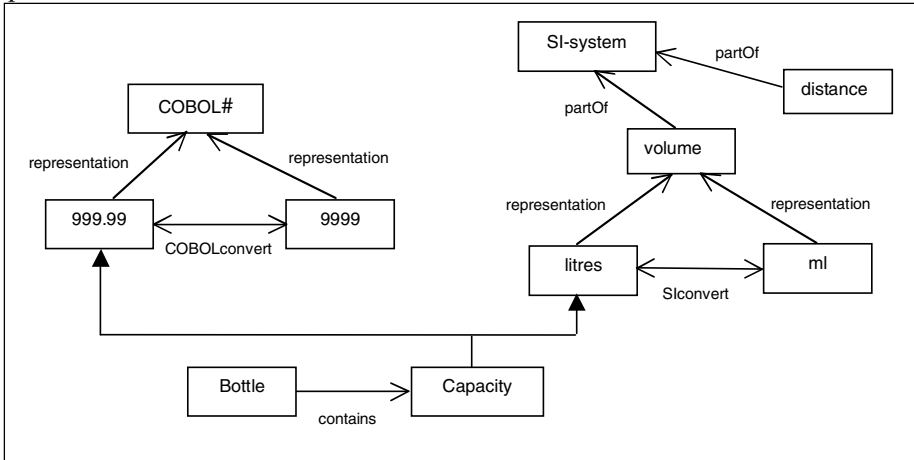 SI-system
partOf
distance
COBOL#
partOf
volume
representation
representation
999.99
9999
COBOLconvert
representation
representation
litres
ml
SIconvert
Bottle
Capacity
contains